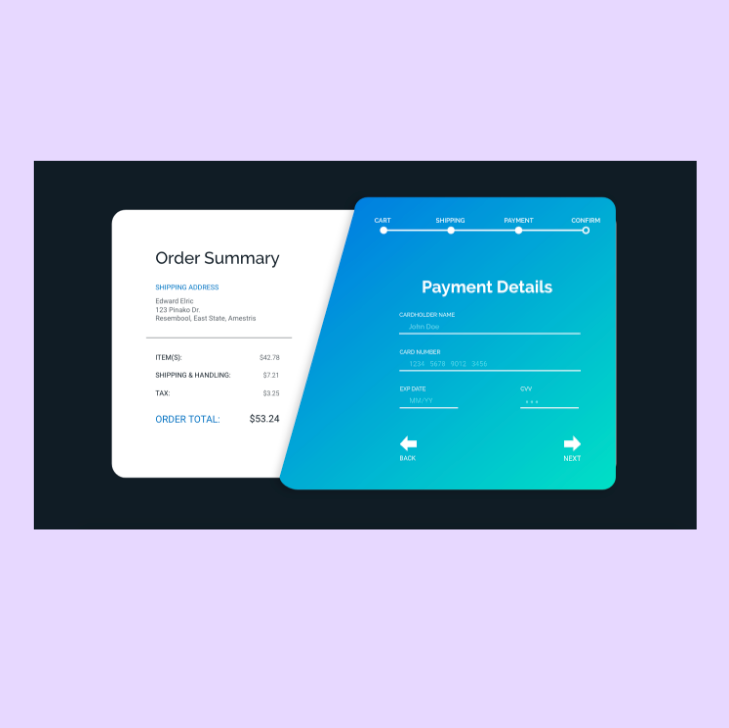 Order Summary
SHIPPING ADDRESS
Edward Elric
123 Pinako Dr.
Resembool, East State, Amestris
ITEM(S): $42.78
SHIPPING & HANDLING: $7.21
TAX: $3.25
ORDER TOTAL: $53.24
CART SHIPPING PAYMENT CONFIRM
Payment Details
CARDHOLDER NAME
John Dow
CARD NUMBER
1234 5678 9012 3456
EXP DATE CVV
MM/YY ***
BACK NEXT